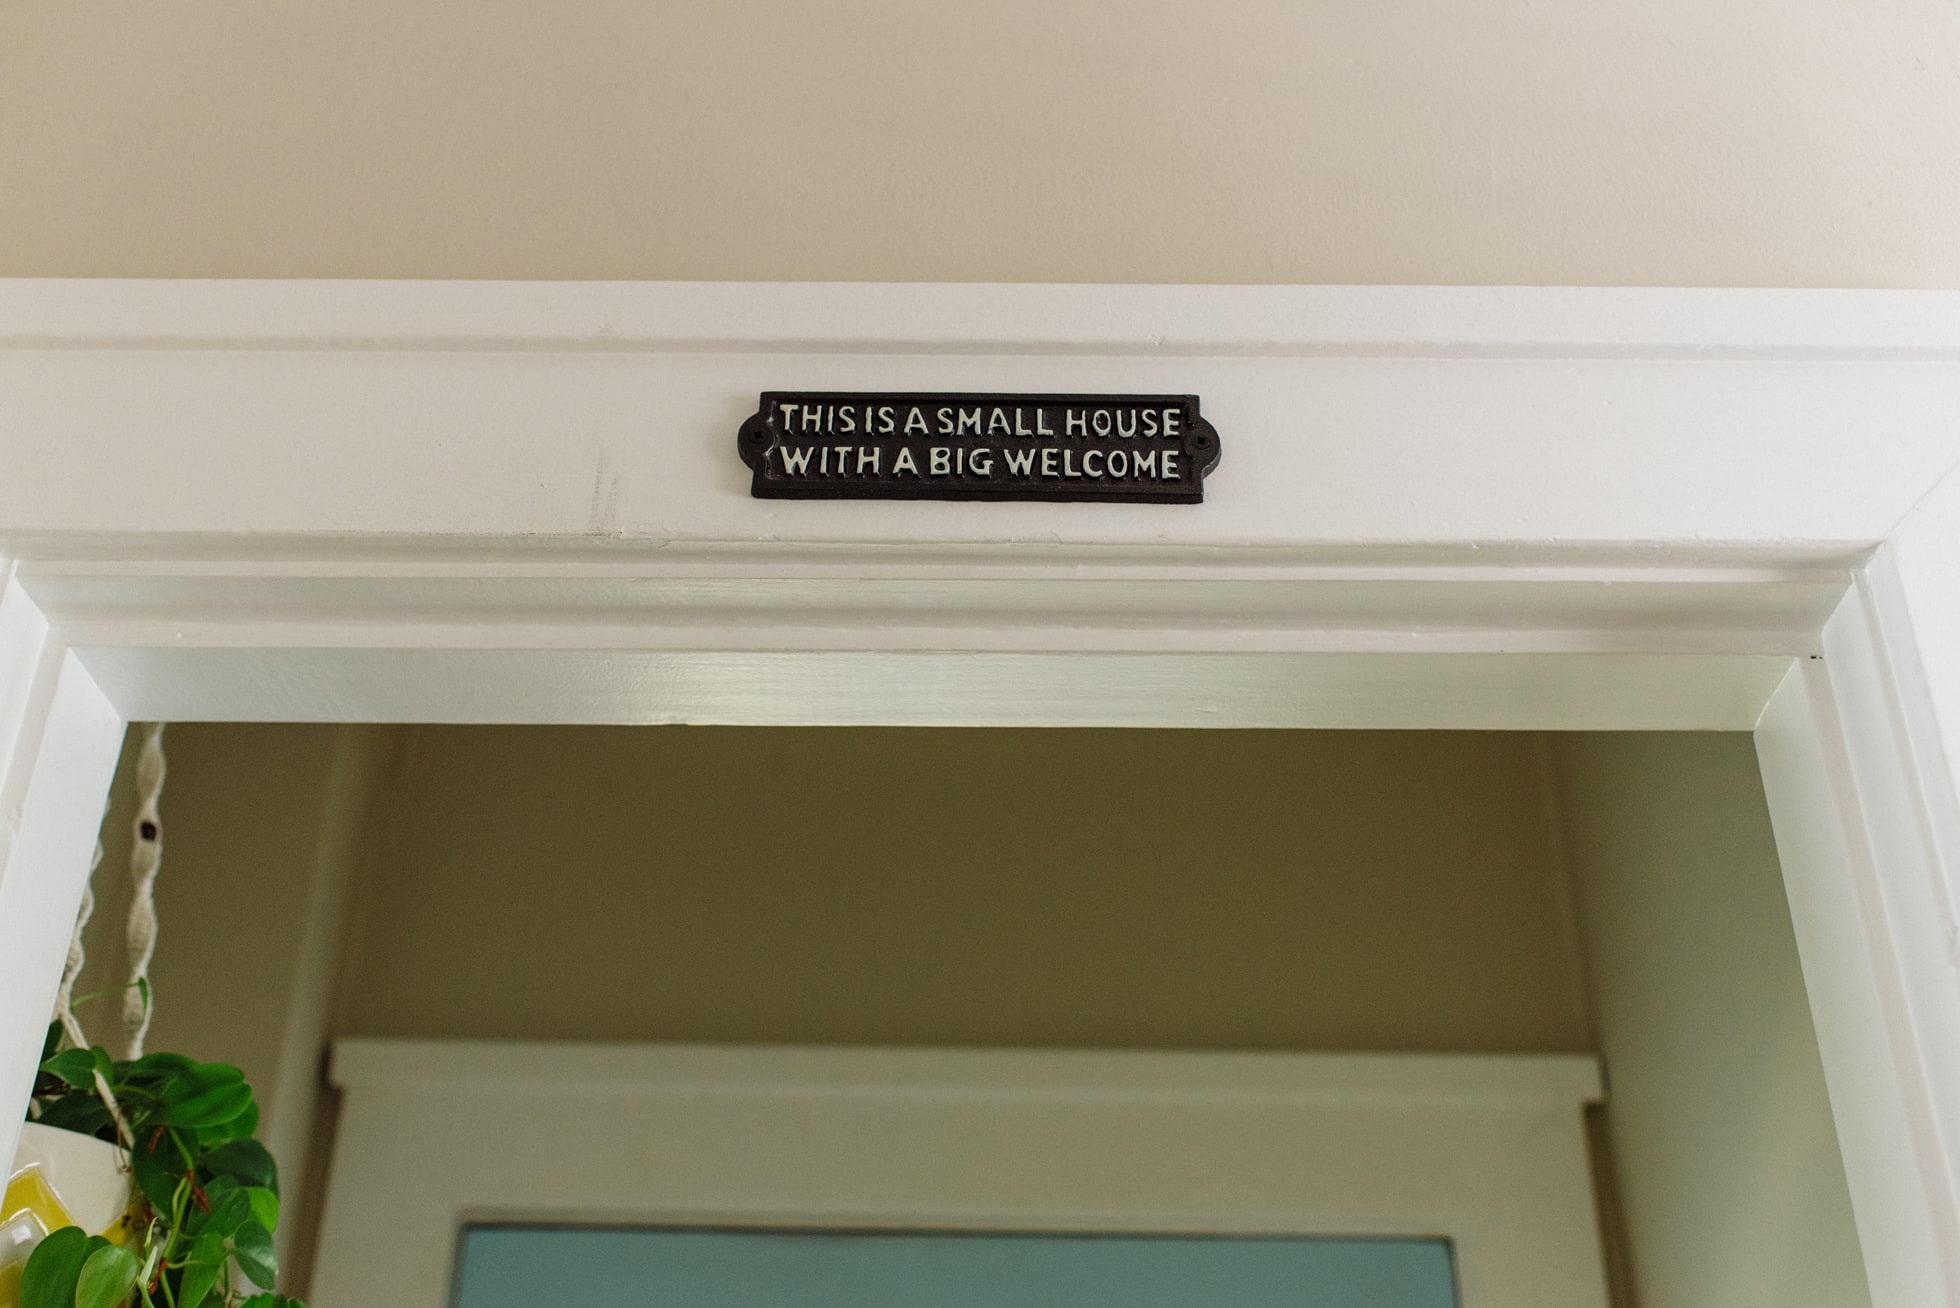 THIS IS A SMALL HOUSE
WITH A BIG WELCOME